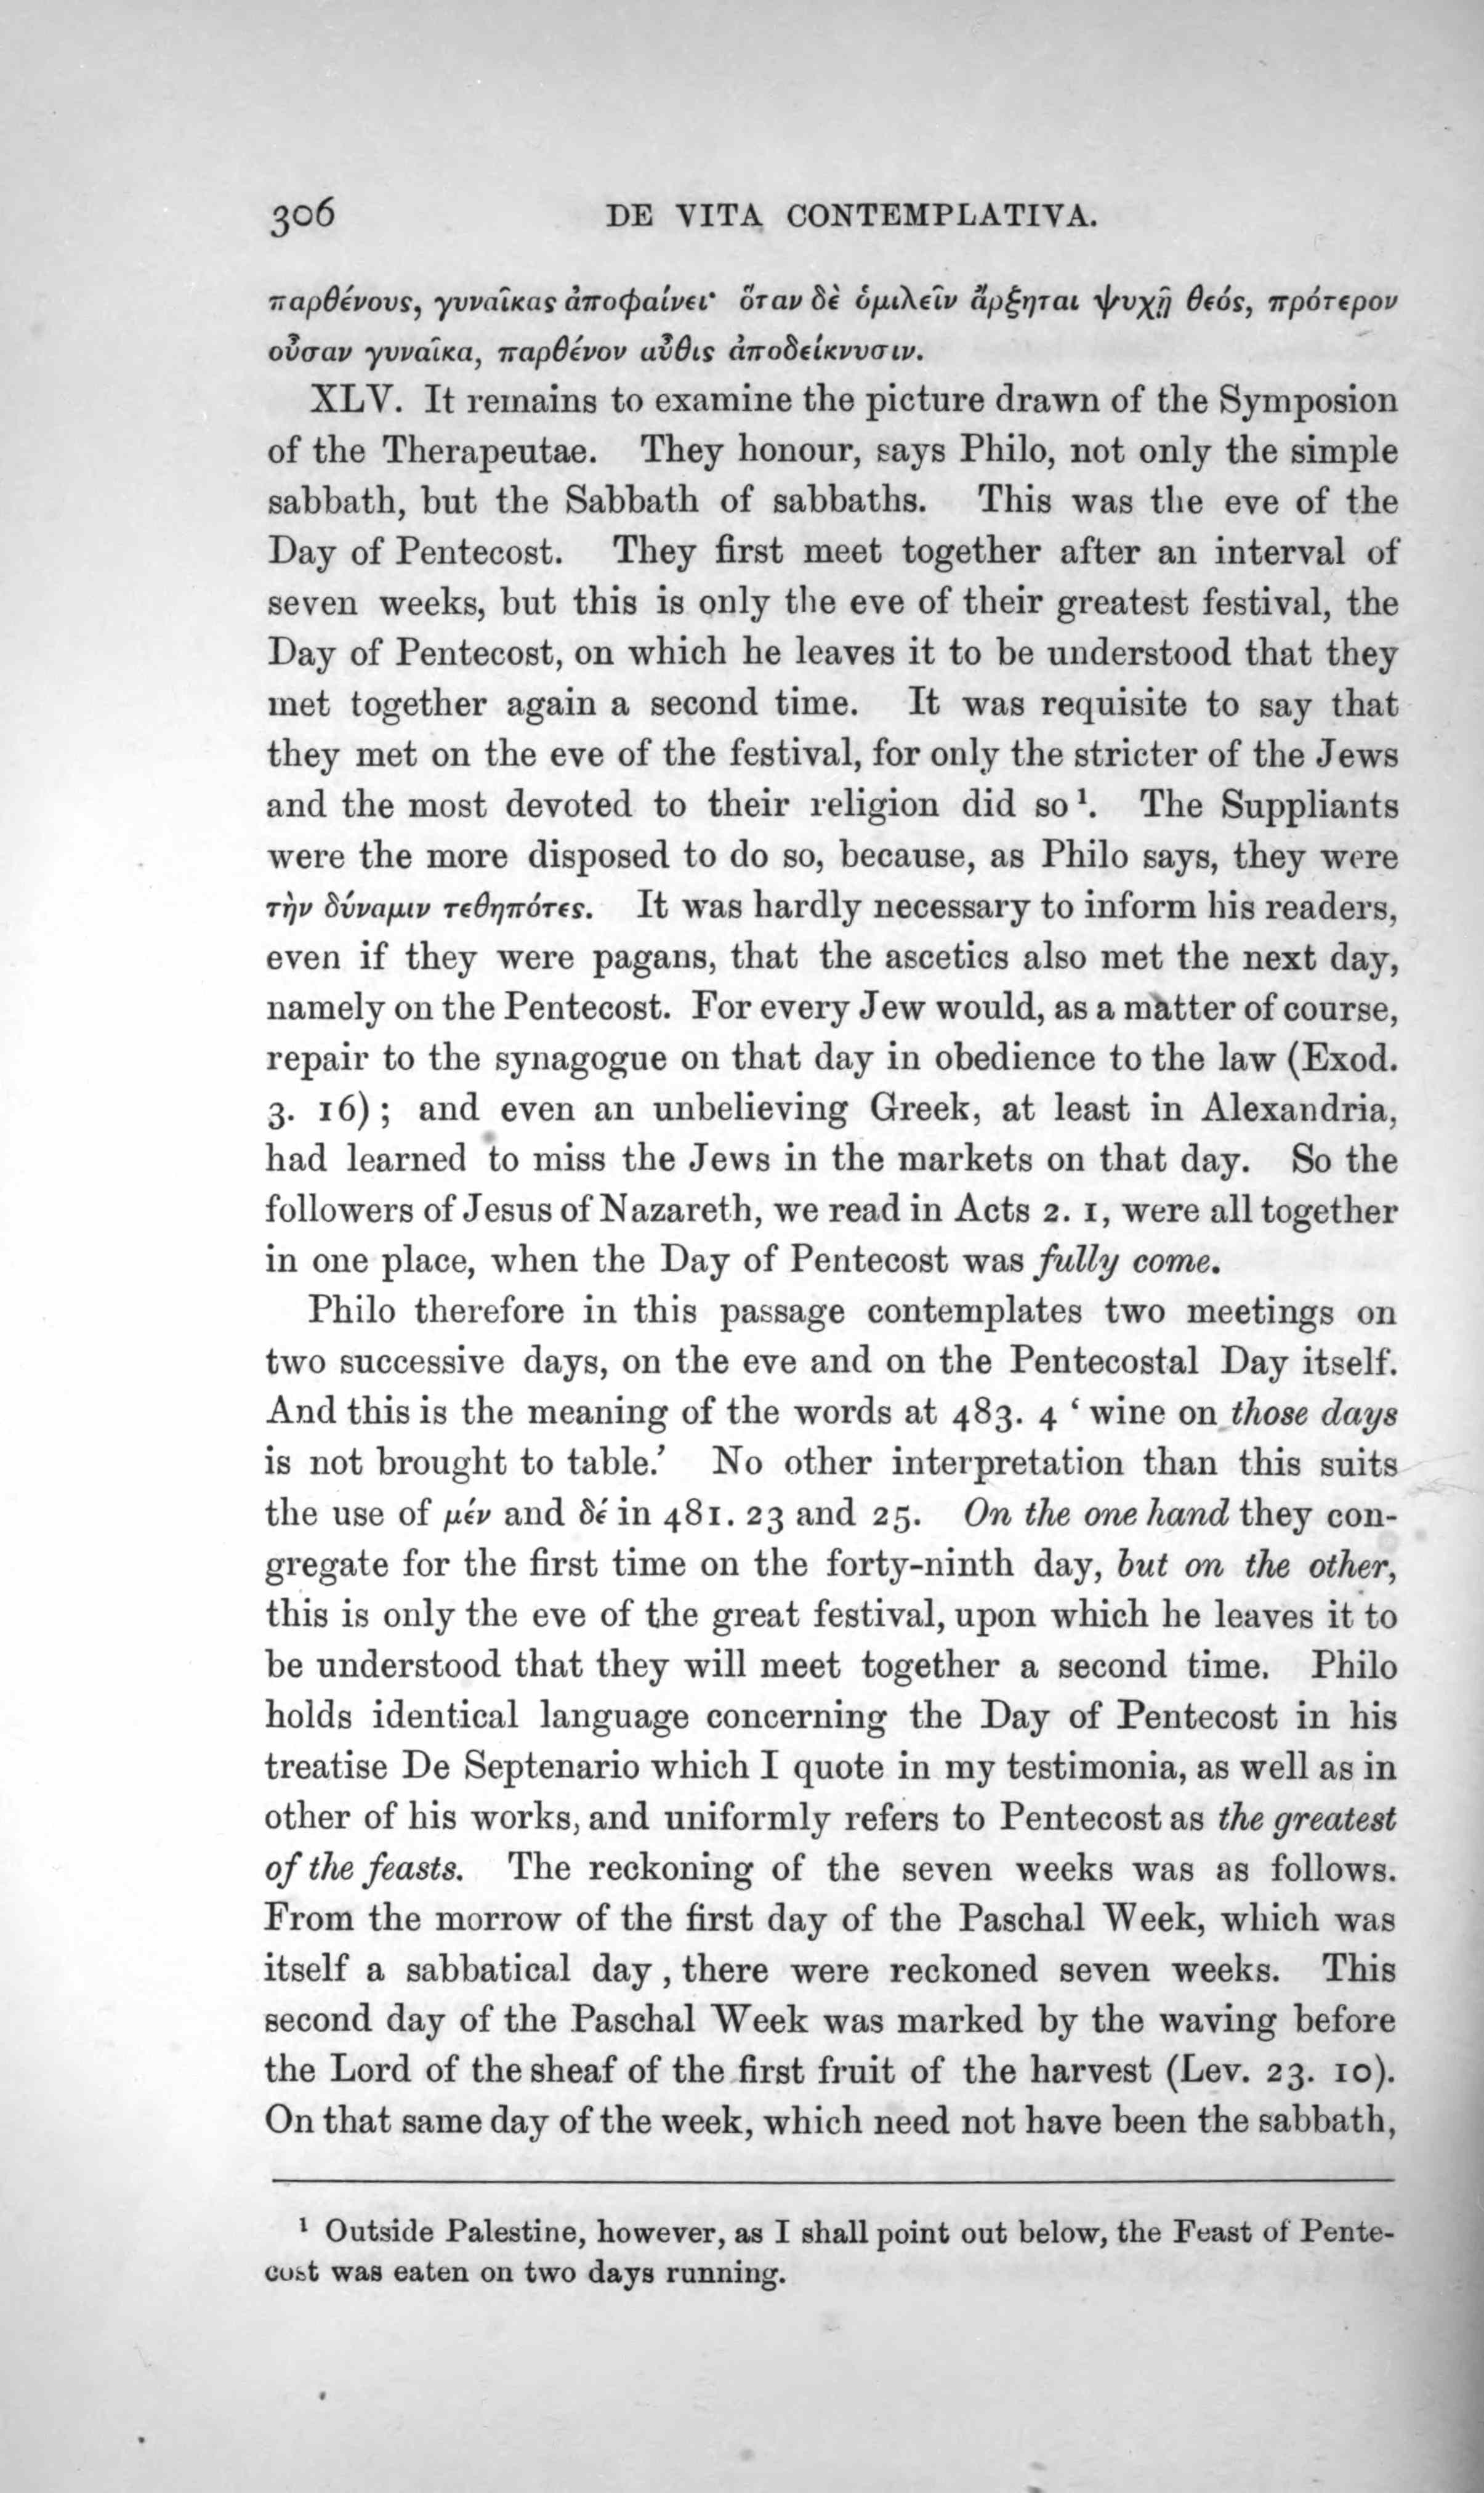 306 DE VITA CONTEMPLATIVA.
παρθένους, γυναῖκας ἀποφαίνει· ὅταν δὲ ὁμιλεῖν ἄρξηται ψυχῇ θεός, πρότερον
οὖσαν γυναῖκα, παρθένον αὖθις ἀποδείκνυσιν.
XLV. It remains to examine the picture drawn of the Symposion
of the Therapeutae. They honour, says Philo, not only the simple
sabbath, but the Sabbath of sabbaths. This was the eve of the
Day of Pentecost. They first meet together after an interval of
seven weeks, but this is only the eve of their greatest festival, the
Day of Pentecost, on which he leaves it to be understood that they
met together again a second time. It was requisite to say that
they met on the eve of the festival, for only the stricter of the Jews
and the most devoted to their religion did so¹. The Suppliants
were the more disposed to do so, because, as Philo says, they were
τὴν δύναμιν τεθηπότες. It was hardly necessary to inform his readers,
even if they were pagans, that the ascetics also met the next day,
namely on the Pentecost. For every Jew would, as a matter of course,
repair to the synagogue on that day in obedience to the law (Exod.
3. 16); and even an unbelieving Greek, at least in Alexandria,
had learned to miss the Jews in the markets on that day. So the
followers of Jesus of Nazareth, we read in Acts 2. 1, were all together
in one place, when the Day of Pentecost was fully come.
Philo therefore in this passage contemplates two meetings on
two successive days, on the eve and on the Pentecostal Day itself.
And this is the meaning of the words at 483. 4 ‘wine on those days
is not brought to table.’ No other interpretation than this suits
the use of μέν and δέ in 481. 23 and 25. On the one hand they con-
gregate for the first time on the forty-ninth day, but on the other,
this is only the eve of the great festival, upon which he leaves it to
be understood that they will meet together a second time. Philo
holds identical language concerning the Day of Pentecost in his
treatise De Septenario which I quote in my testimonia, as well as in
other of his works, and uniformly refers to Pentecost as the greatest
of the feasts. The reckoning of the seven weeks was as follows.
From the morrow of the first day of the Paschal Week, which was
itself a sabbatical day, there were reckoned seven weeks. This
second day of the Paschal Week was marked by the waving before
the Lord of the sheaf of the first fruit of the harvest (Lev. 23. 10).
On that same day of the week, which need not have been the sabbath,
¹ Outside Palestine, however, as I shall point out below, the Feast of Pente-
cost was eaten on two days running.